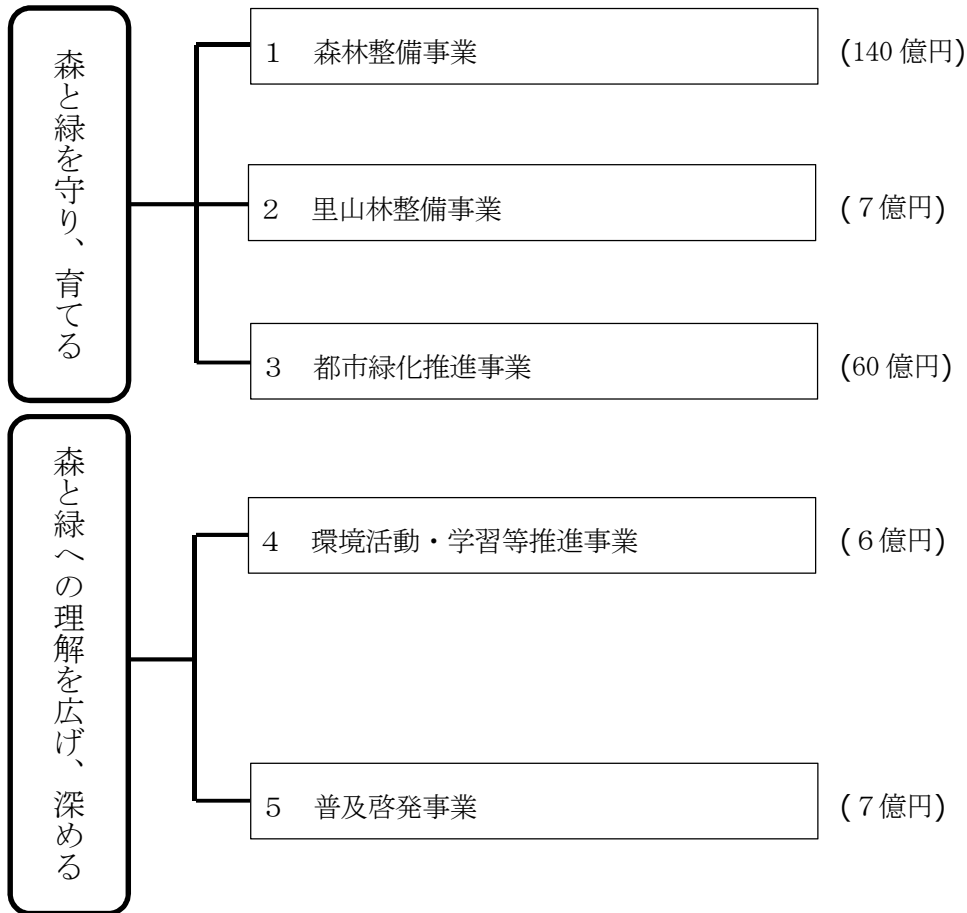 森と緑を守り、育てる
１　森林整備事業
(140 億円)
２　里山林整備事業
(７億円)
３　都市緑化推進事業
(60 億円)
森と緑への理解を広げ、深める
４　環境活動・学習等推進事業
(６億円)
５　普及啓発事業
(７億円)